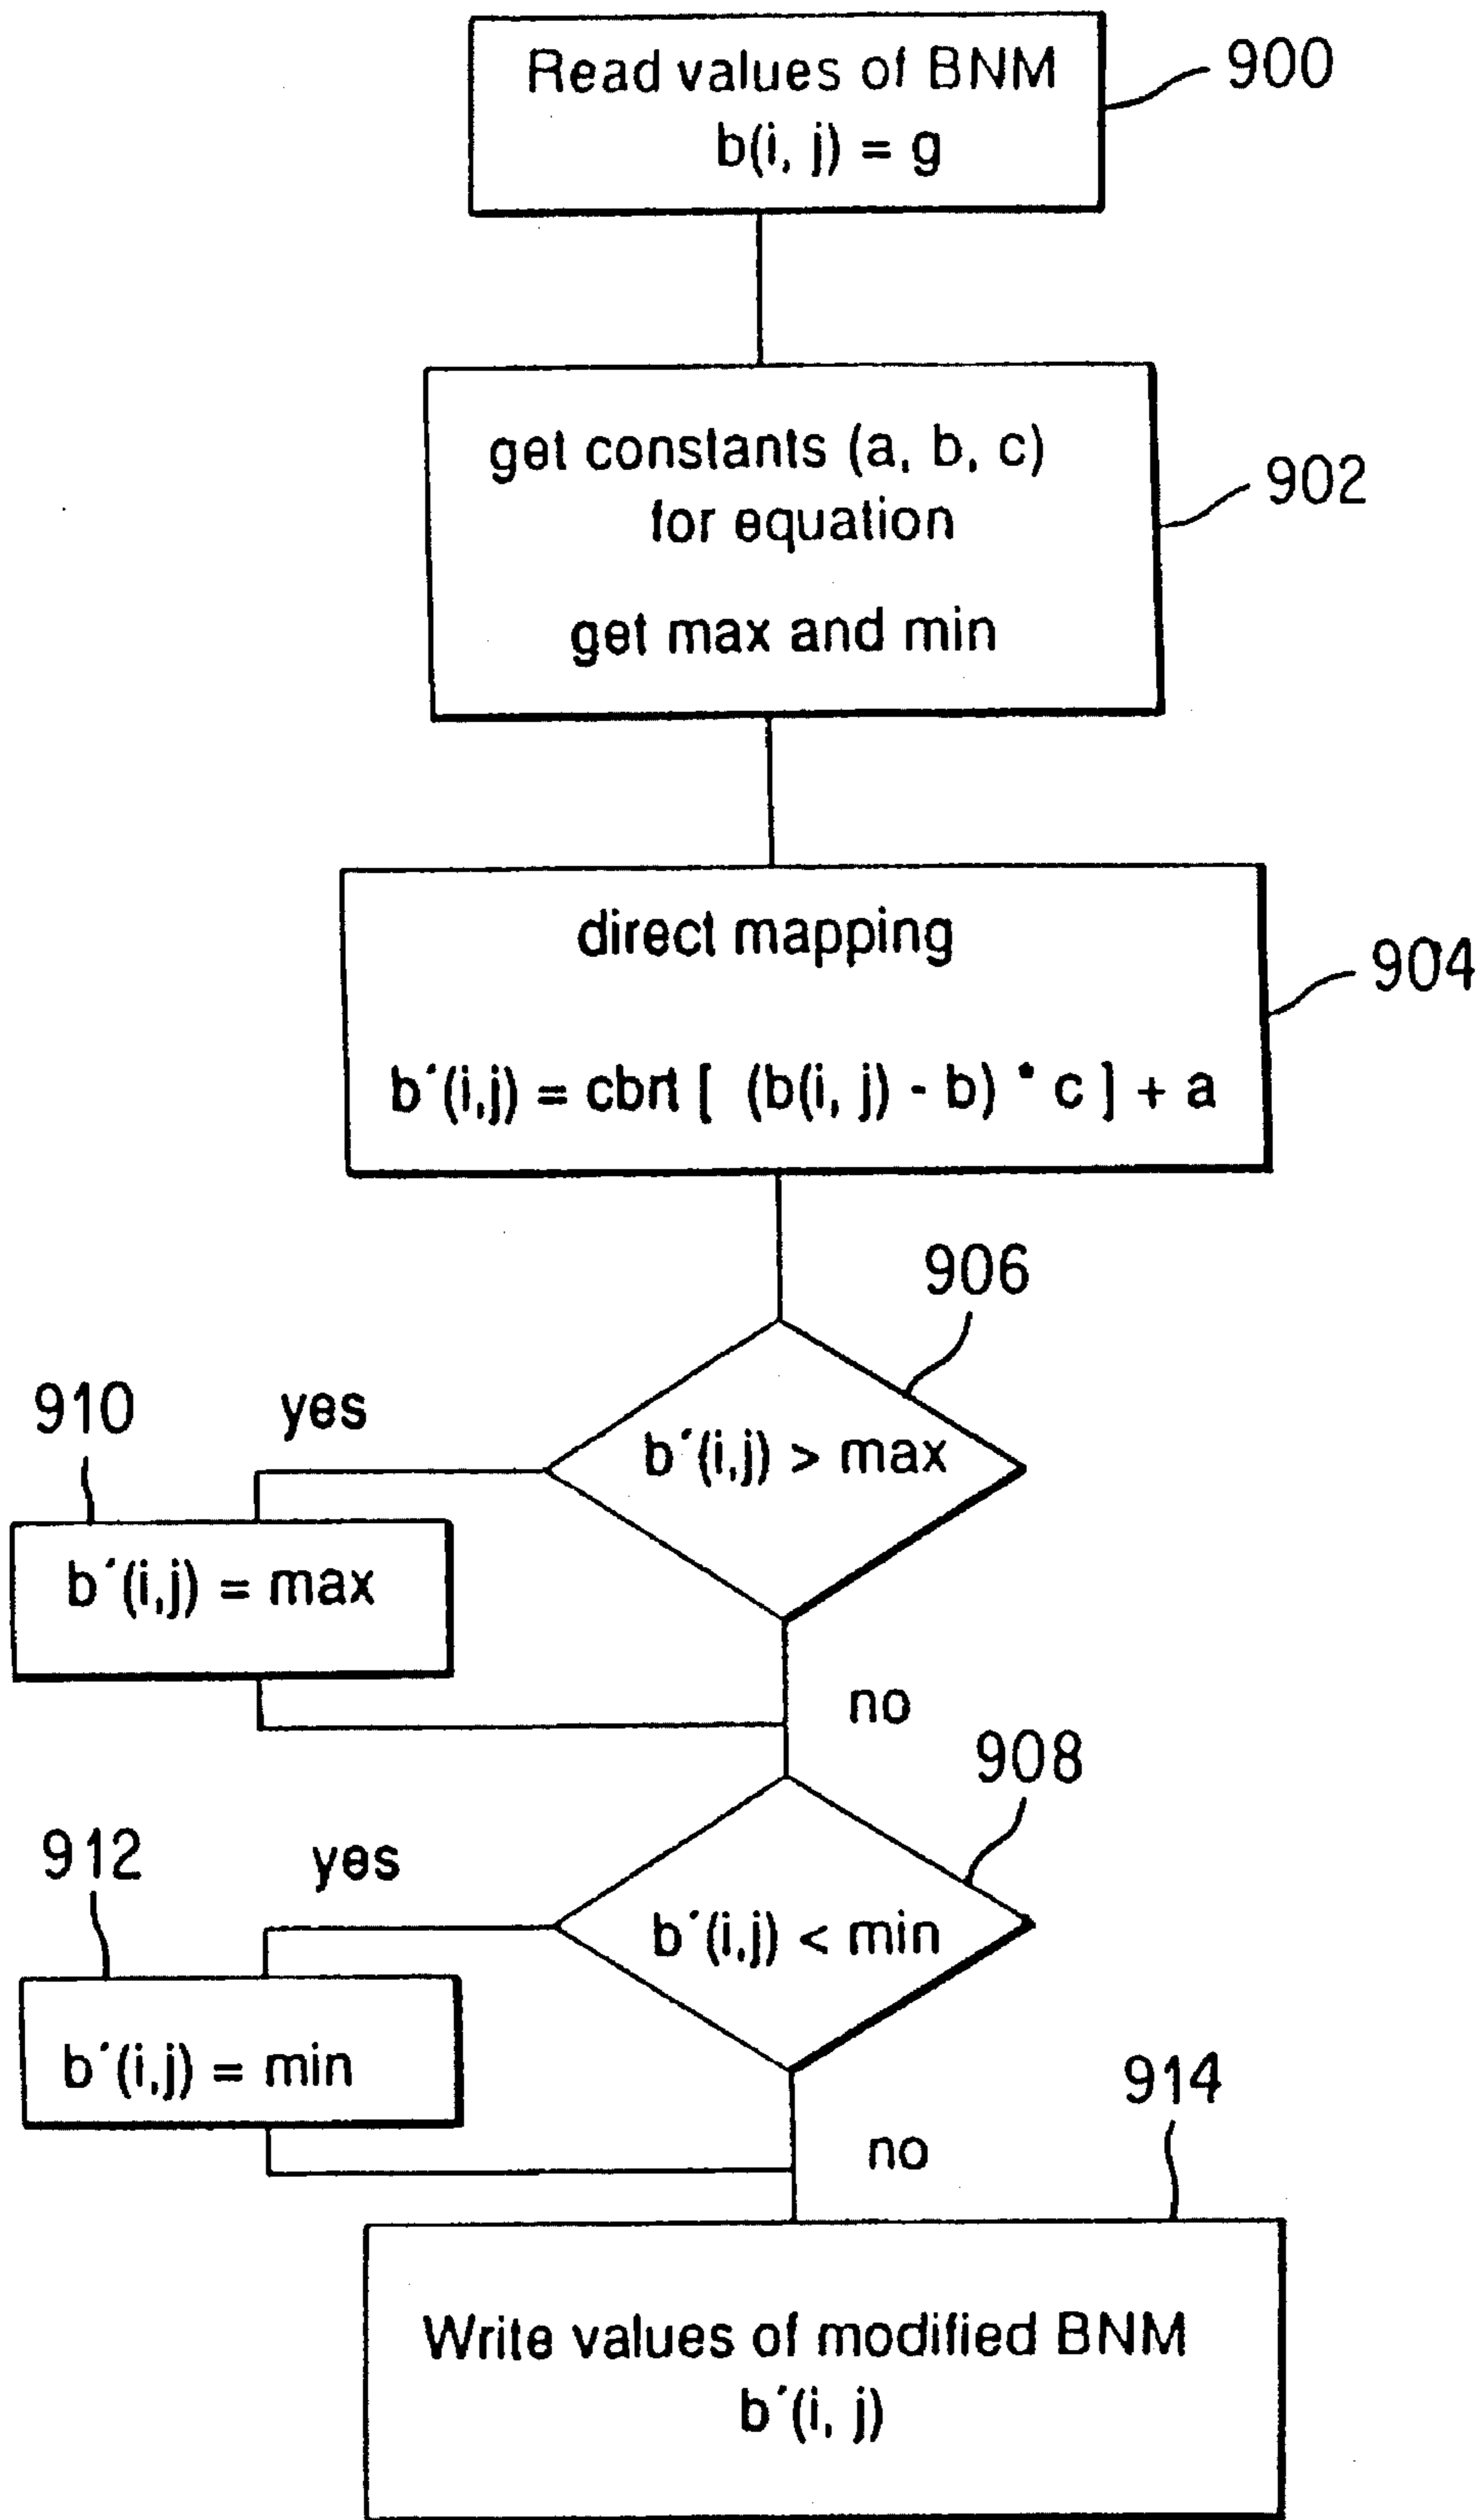 Read values of BNM
b(i, j) = g
900
get constants (a, b, c)
for equation
get max and min
902
direct mapping
b´(i,j) = cbrt [ (b(i, j) - b) * c ] + a
904
906
b´(i,j) > max
yes
910
b´(i,j) = max
no
908
b´(i,j) < min
yes
912
b´(i,j) = min
no
914
Write values of modified BNM
b´(i, j)